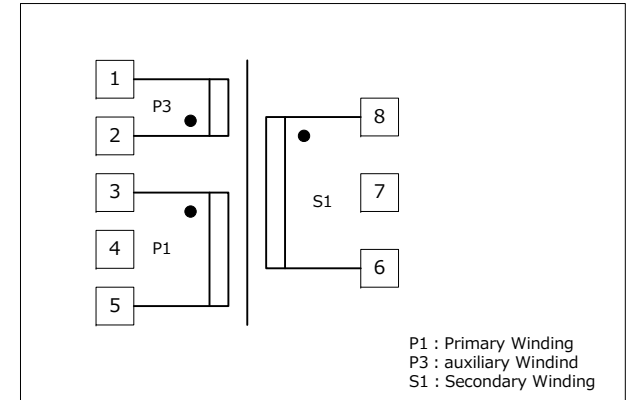 1
P3
2
3
4
P1
5
8
S1
7
6
P1 : Primary Winding
P3 : auxiliary Windind
S1 : Secondary Winding